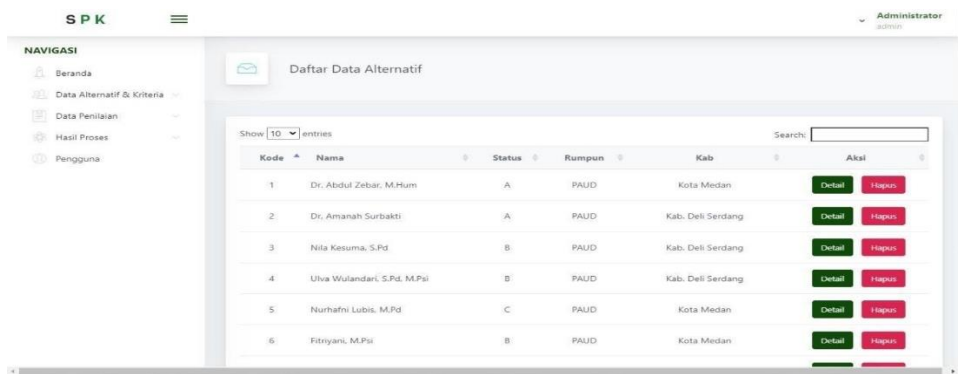 SPK
Administrator
admin
NAVIGASI
Beranda
Data Alternatif & Kriteria
Data Penilaian
Hasil Proses
Pengguna
Daftar Data Alternatif
Show 10 entries
Search:
Kode Nama Status Rumpun Kab Aksi
1 Dr. Abdul Zebar, M.Hum A PAUD Kota Medan Detail Hapus
2 Dr. Amanah Surbakti A PAUD Kab. Deli Serdang Detail Hapus
3 Nila Kesuma, S.Pd B PAUD Kab. Deli Serdang Detail Hapus
4 Ulva Wulandari, S.Pd, M.Psi B PAUD Kab. Deli Serdang Detail Hapus
5 Nurhafni Lubis, M.Pd C PAUD Kota Medan Detail Hapus
6 Fitriyani, M.Psi B PAUD Kota Medan Detail Hapus